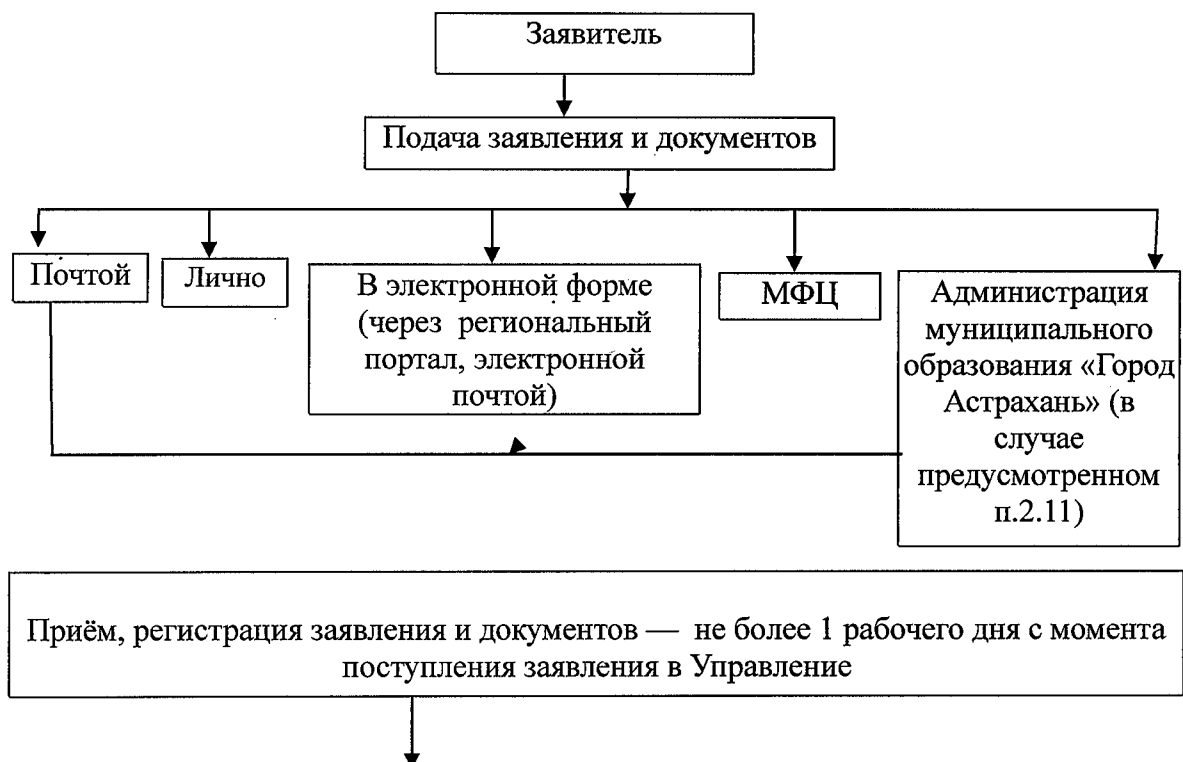 Заявитель
Подача заявления и документов
Почтой
Лично
В электронной форме
(через региональный
портал, электронной
почтой)
МФЦ
Администрация
муниципального
образования «Город
Астрахань» (в
случае
предусмотренном
п.2.11)
Приём, регистрация заявления и документов — не более 1 рабочего дня с момента
поступления заявления в Управление